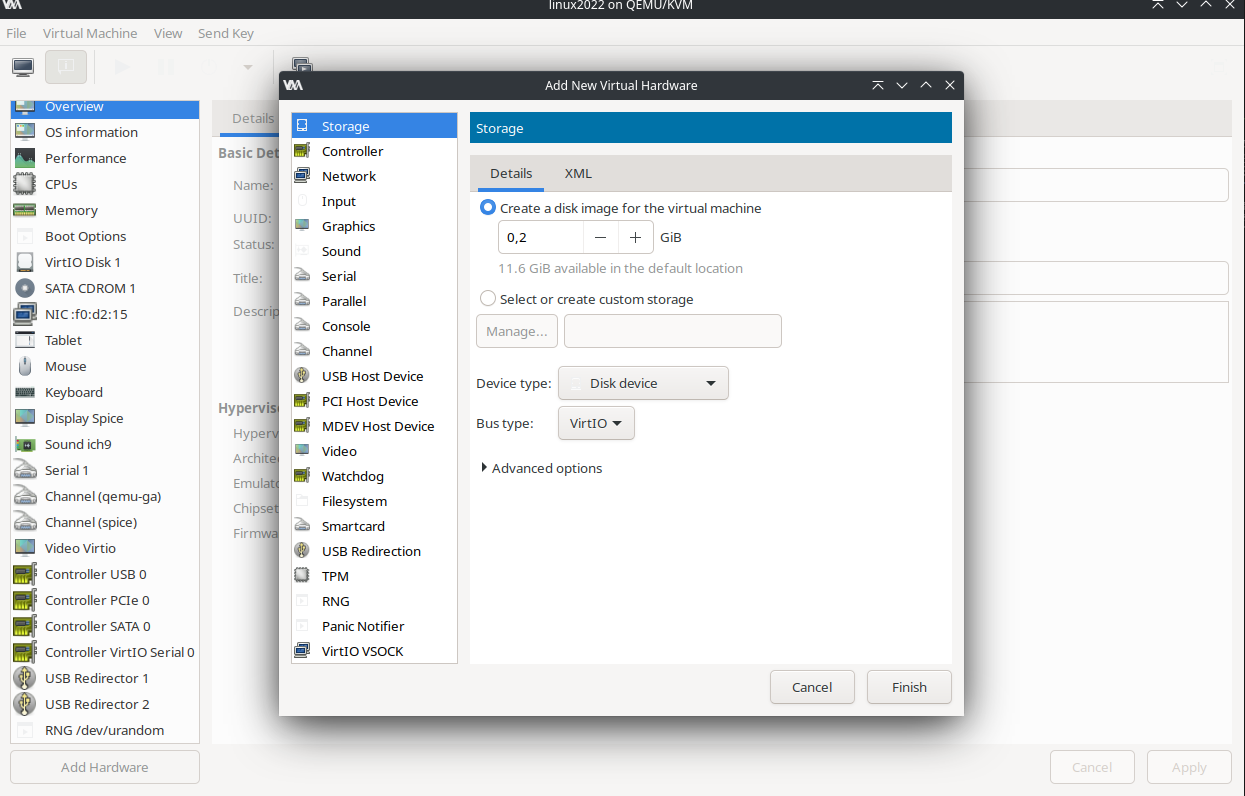 linux2022 on QEMU/KVM
File Virtual Machine View Send Key
Add New Virtual Hardware
Overview
OS information
Performance
CPUs
Memory
Boot Options
VirtIO Disk 1
SATA CDROM 1
NIC :f0:d2:15
Tablet
Mouse
Keyboard
Display Spice
Sound ich9
Serial 1
Channel (qemu-ga)
Channel (spice)
Video Virtio
Controller USB 0
Controller PCIe 0
Controller SATA 0
Controller VirtIO Serial 0
USB Redirector 1
USB Redirector 2
RNG /dev/urandom
Add Hardware
Details
Basic Det
Name:
UUID:
Status:
Title:
Descrip
Hypervis
Hyperv
Archite
Emulato
Chipset
Firmwa
Storage
Controller
Network
Input
Graphics
Sound
Serial
Parallel
Console
Channel
USB Host Device
PCI Host Device
MDEV Host Device
Video
Watchdog
Filesystem
Smartcard
USB Redirection
TPM
RNG
Panic Notifier
VirtIO VSOCK
Storage
Details XML
Create a disk image for the virtual machine
0,2 − + GiB
11.6 GiB available in the default location
Select or create custom storage
Manage...
Device type: Disk device
Bus type: VirtIO
Advanced options
Cancel Finish
Cancel Apply